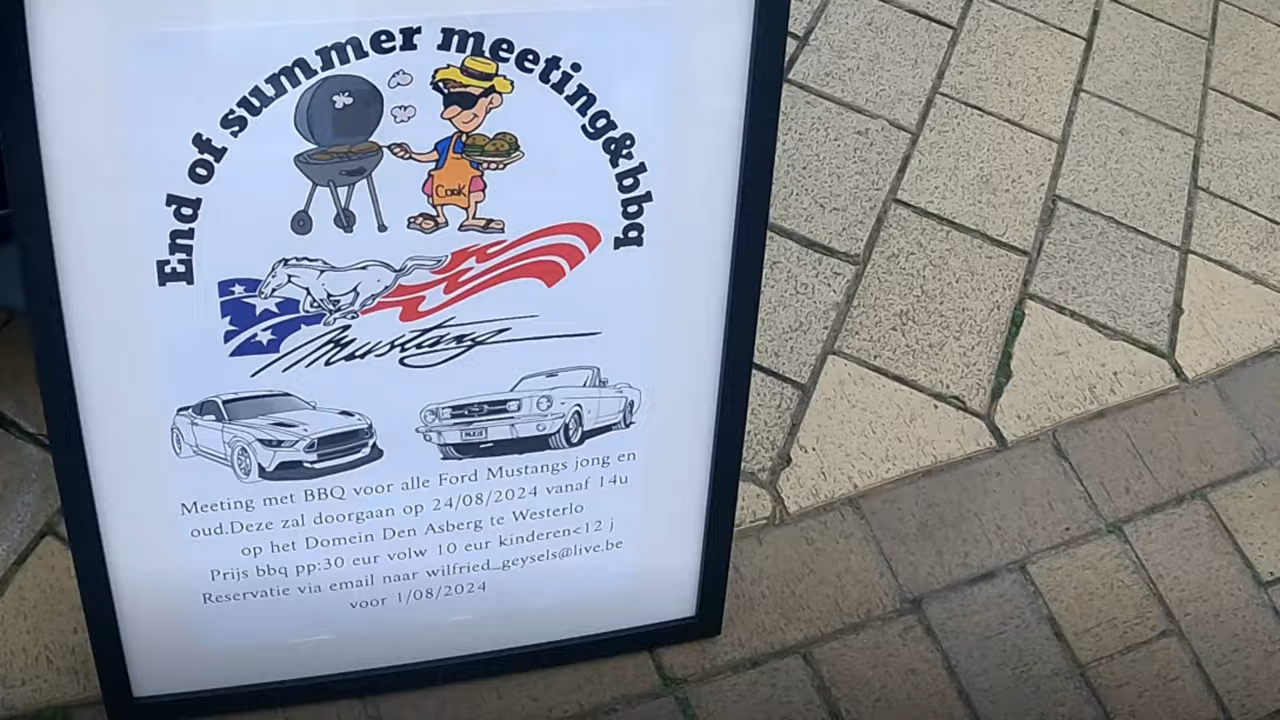 End of summer meeting&bbq
Cook
Mustang
Meeting met BBQ voor alle Ford Mustangs jong en
oud.Deze zal doorgaan op 24/08/2024 vanaf 14u
op het Domein Den Asberg te Westerlo
Prijs bbq pp:30 eur volw 10 eur kinderen<12 j
Reservatie via email naar wilfried_geysels@live.be
voor 1/08/2024